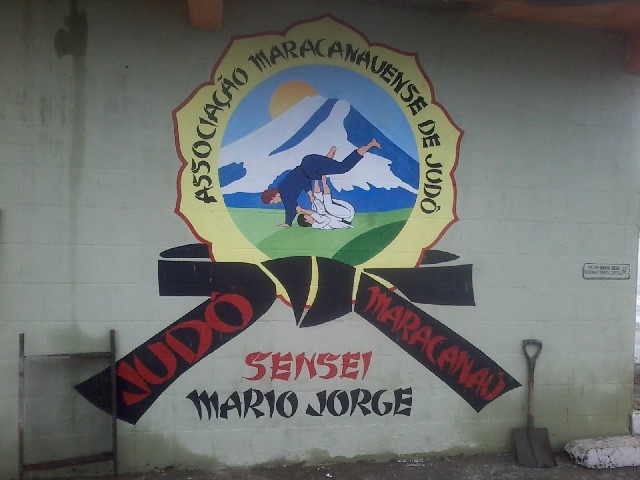 ASSOCIAÇÃO MARACANAUENSE DE JUDÔ
JUDÔ
MARACANAÚ
SENSEI
MARIO JORGE